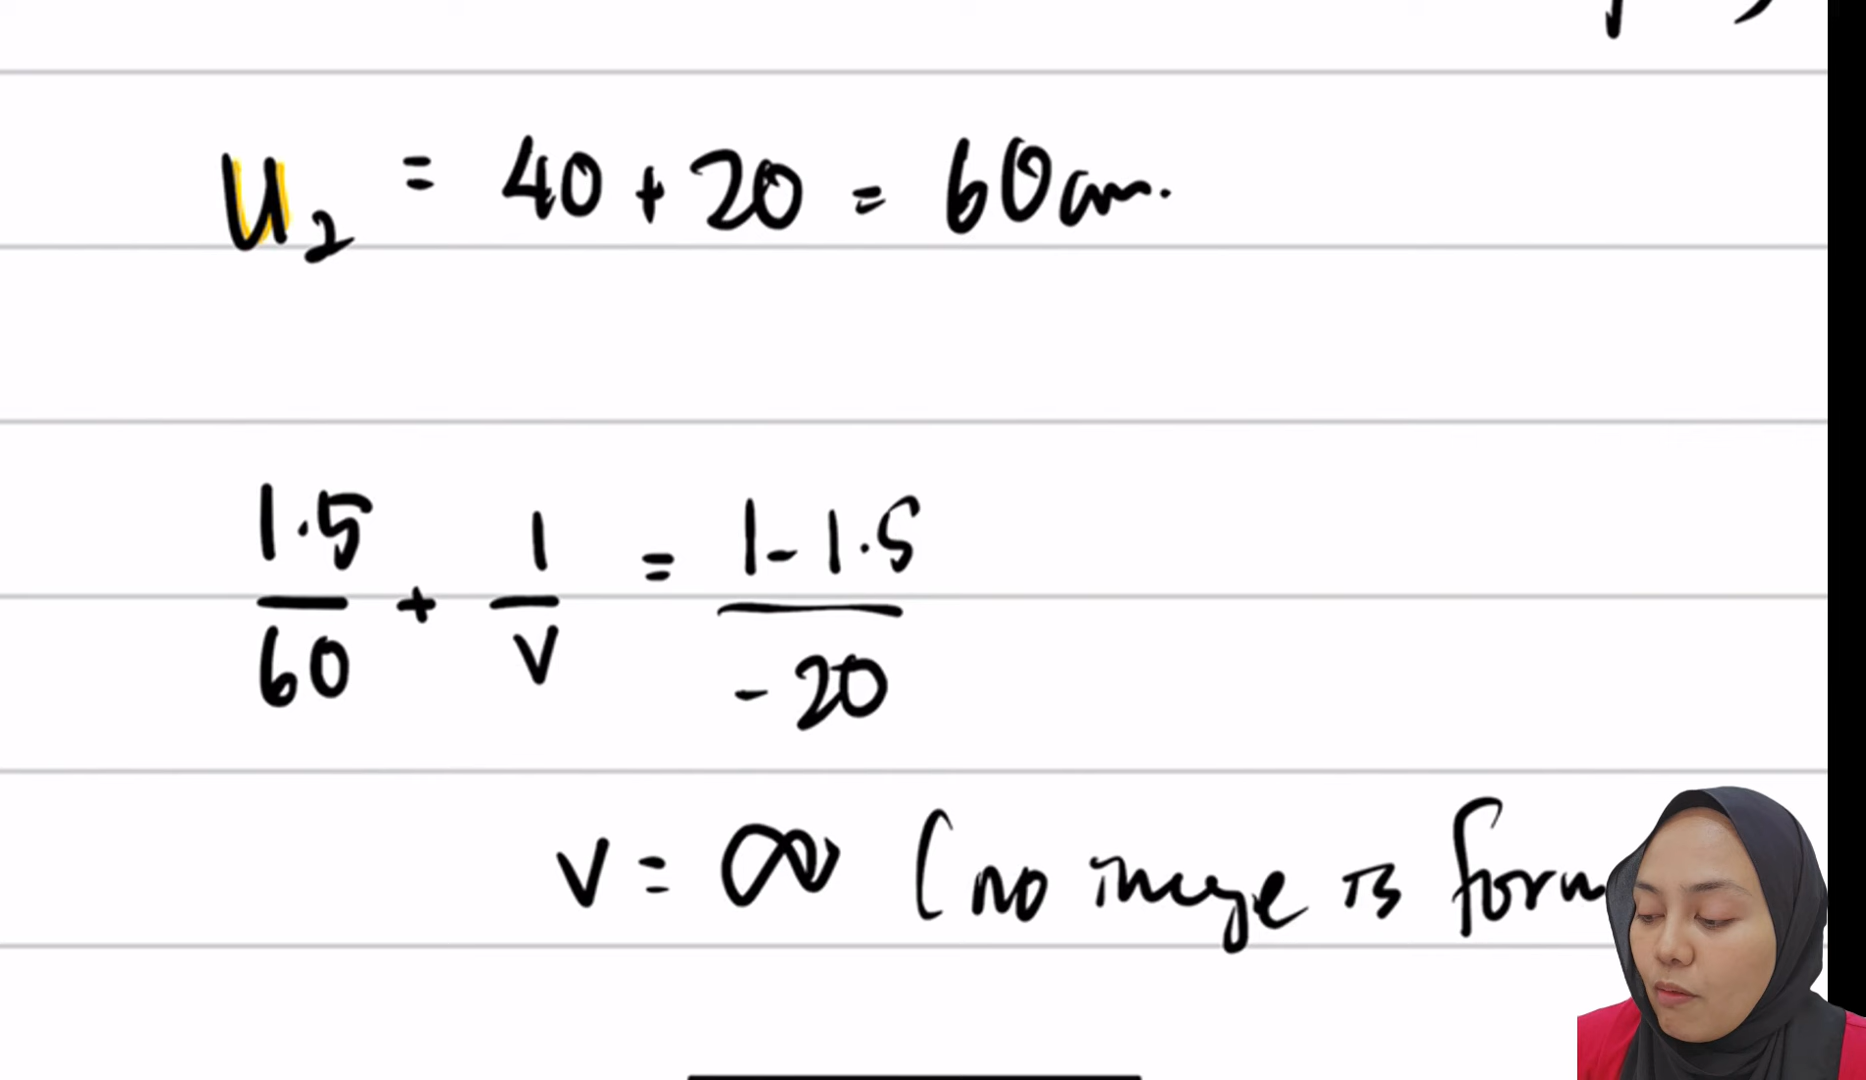 u₂ = 40 + 20 = 60cm.
1.5/60 + 1/v = 1-1.5/-20
v = ∞ (no image is form